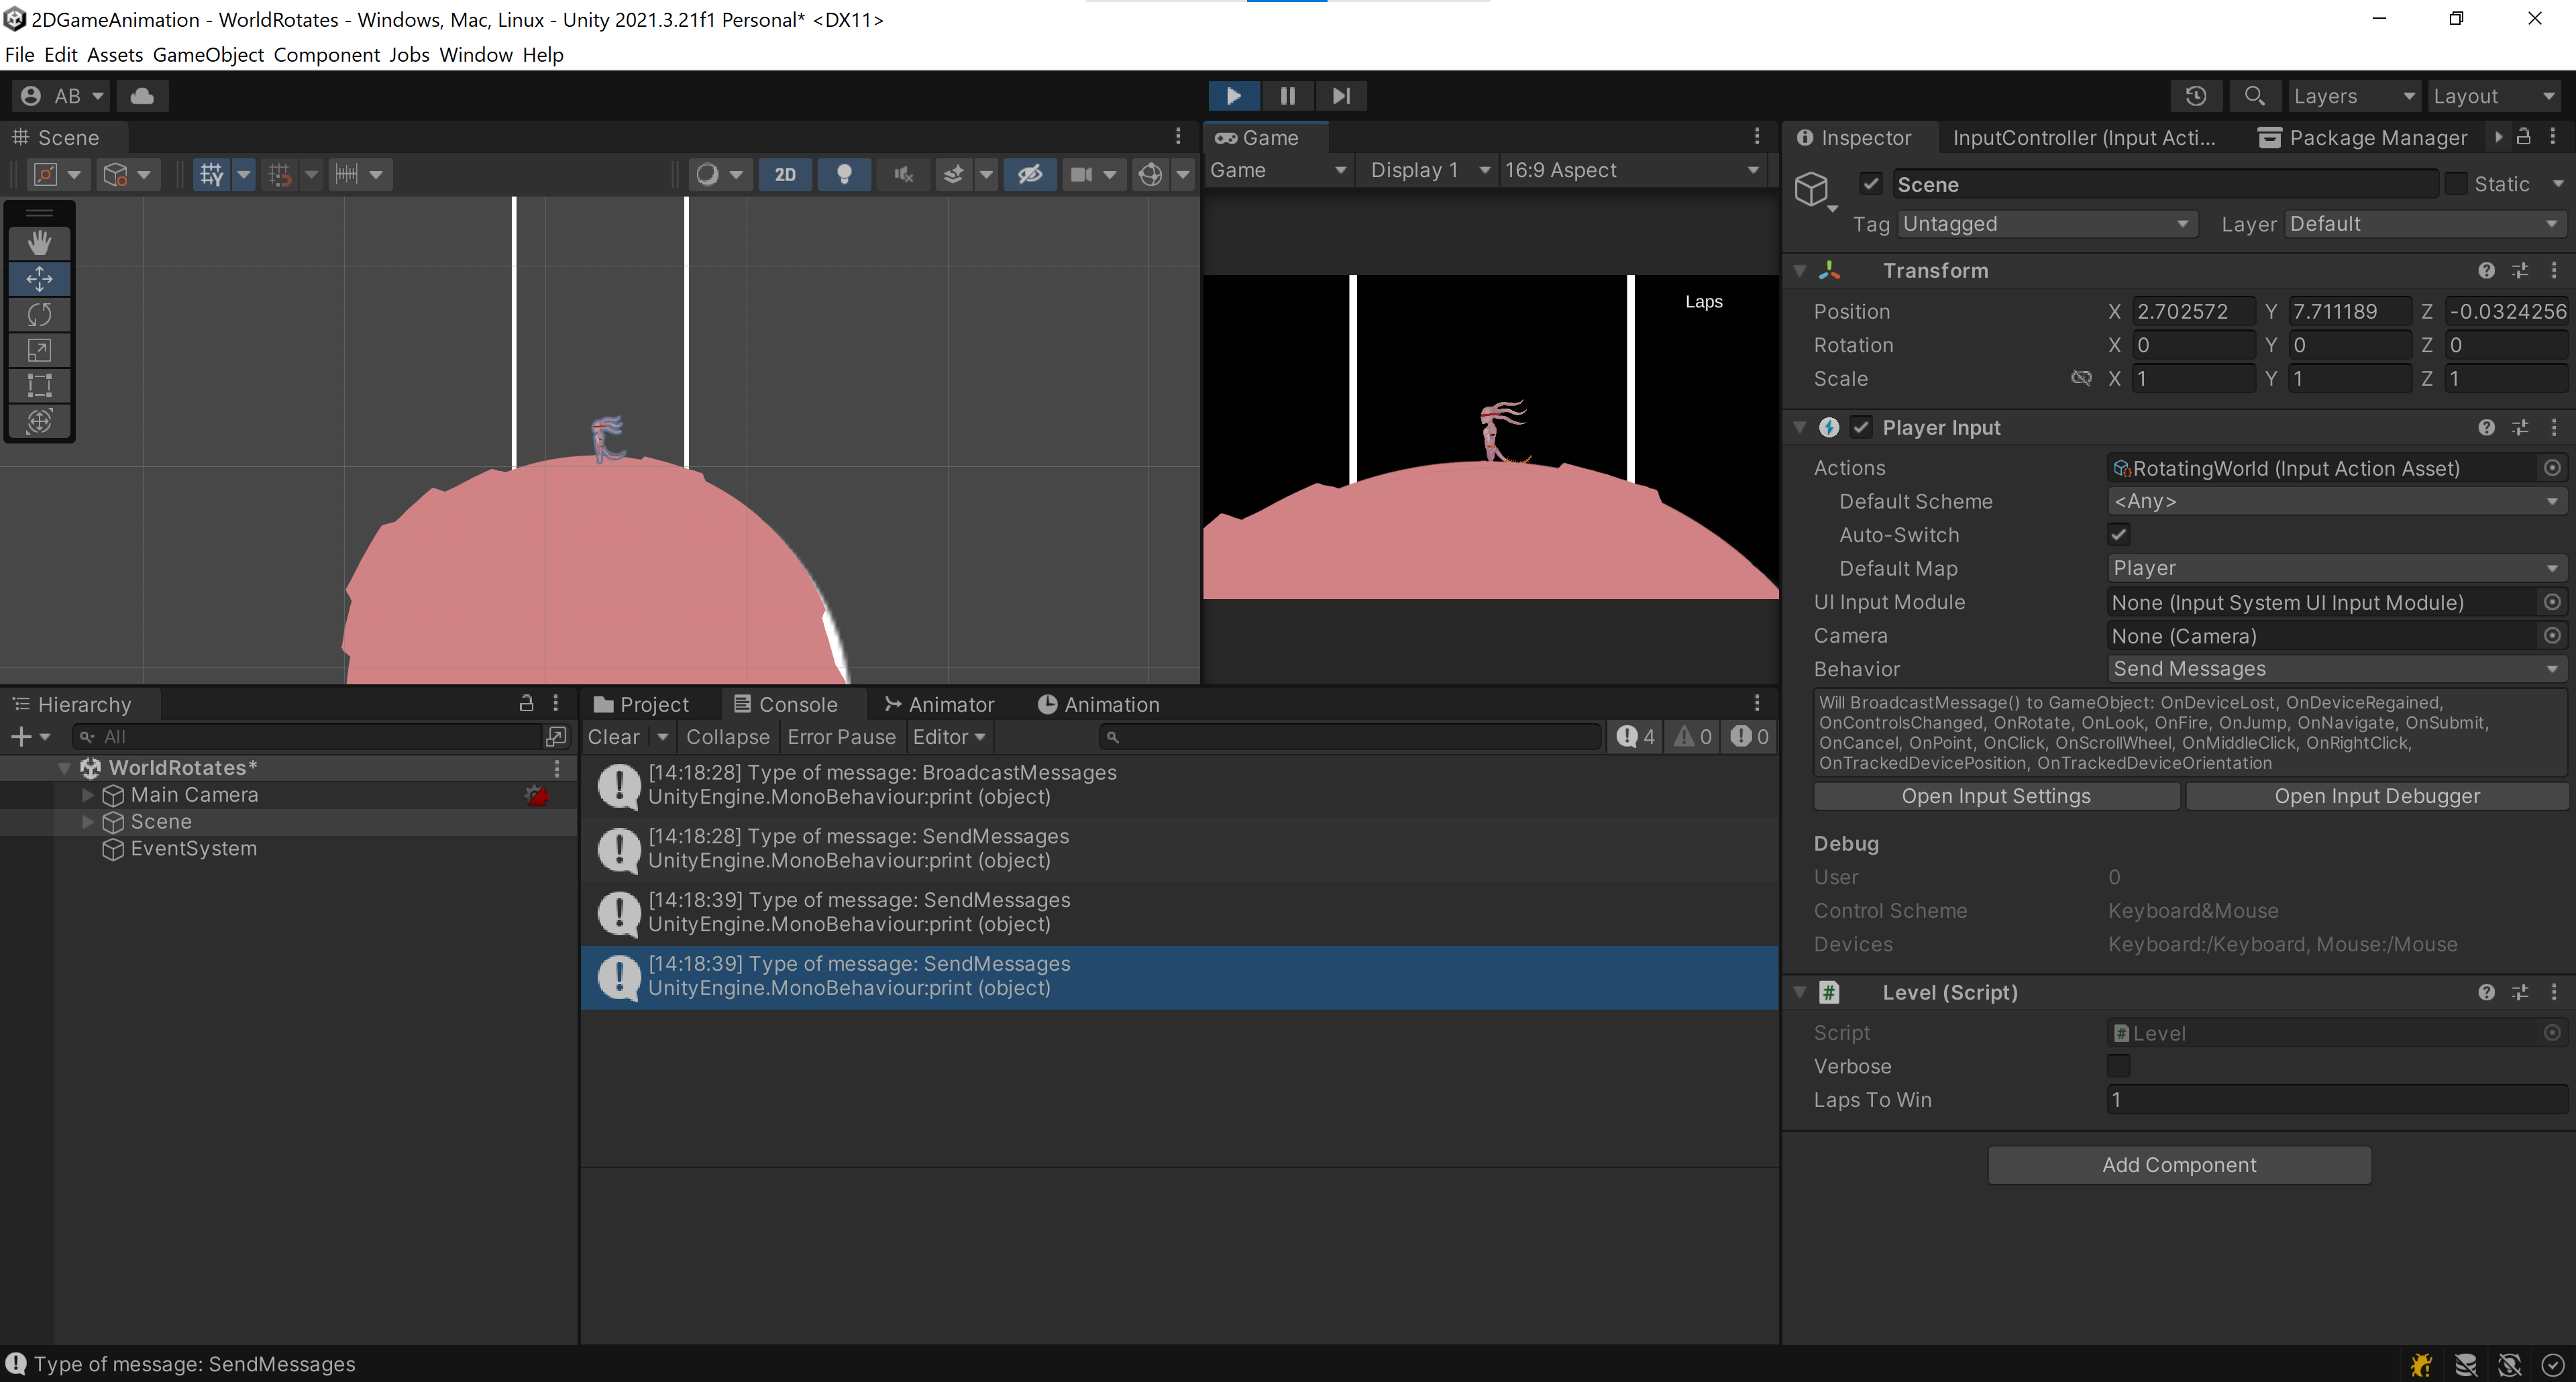 2DGameAnimation - WorldRotates - Windows, Mac, Linux - Unity 2021.3.21f1 Personal* <DX11>
File Edit Assets GameObject Component Jobs Window Help
AB
Layers
Layout
Scene
2D
Game
Game
Display 1
16:9 Aspect
Laps
Inspector
InputController (Input Acti...
Package Manager
Scene
Static
Tag Untagged
Layer Default
Transform
Position X 2.702572 Y 7.711189 Z -0.0324256
Rotation X 0 Y 0 Z 0
Scale X 1 Y 1 Z 1
Player Input
Actions RotatingWorld (Input Action Asset)
Default Scheme <Any>
Auto-Switch
Default Map Player
UI Input Module None (Input System UI Input Module)
Camera None (Camera)
Behavior Send Messages
Will BroadcastMessage() to GameObject: OnDeviceLost, OnDeviceRegained,
OnControlsChanged, OnRotate, OnLook, OnFire, OnJump, OnNavigate, OnSubmit,
OnCancel, OnPoint, OnClick, OnScrollWheel, OnMiddleClick, OnRightClick,
OnTrackedDevicePosition, OnTrackedDeviceOrientation
Open Input Settings
Open Input Debugger
Debug
User 0
Control Scheme Keyboard&Mouse
Devices Keyboard:/Keyboard, Mouse:/Mouse
Level (Script)
Script # Level
Verbose
Laps To Win 1
Add Component
Hierarchy
All
WorldRotates*
Main Camera
Scene
EventSystem
Project
Console
Animator
Animation
Clear
Collapse
Error Pause
Editor
4
0
0
[14:18:28] Type of message: BroadcastMessages
UnityEngine.MonoBehaviour:print (object)
[14:18:28] Type of message: SendMessages
UnityEngine.MonoBehaviour:print (object)
[14:18:39] Type of message: SendMessages
UnityEngine.MonoBehaviour:print (object)
[14:18:39] Type of message: SendMessages
UnityEngine.MonoBehaviour:print (object)
Type of message: SendMessages